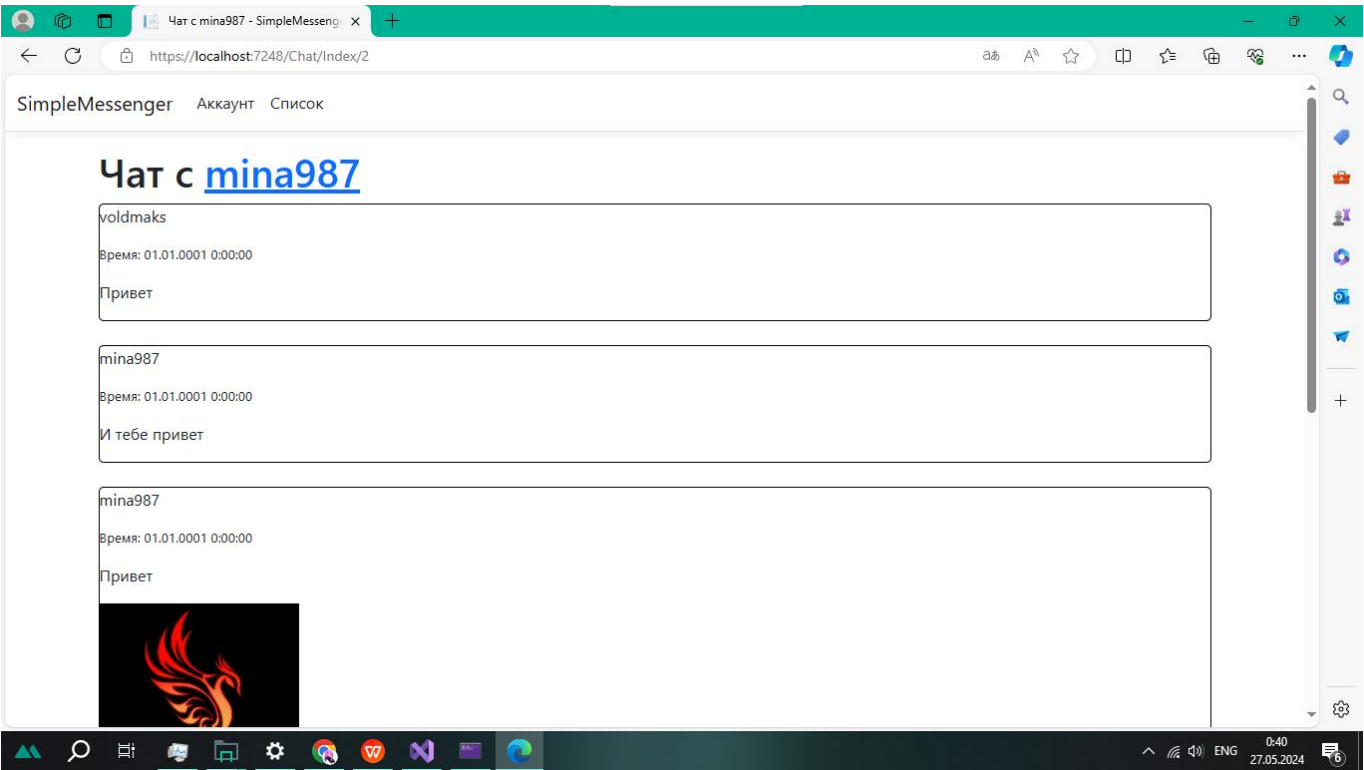 Чат с mina987 - SimpleMesseng
https://localhost:7248/Chat/Index/2
SimpleMessenger Аккаунт Список
Чат с mina987
voldmaks
Время: 01.01.0001 0:00:00
Привет
mina987
Время: 01.01.0001 0:00:00
И тебе привет
mina987
Время: 01.01.0001 0:00:00
Привет
ENG
0:40
27.05.2024
6